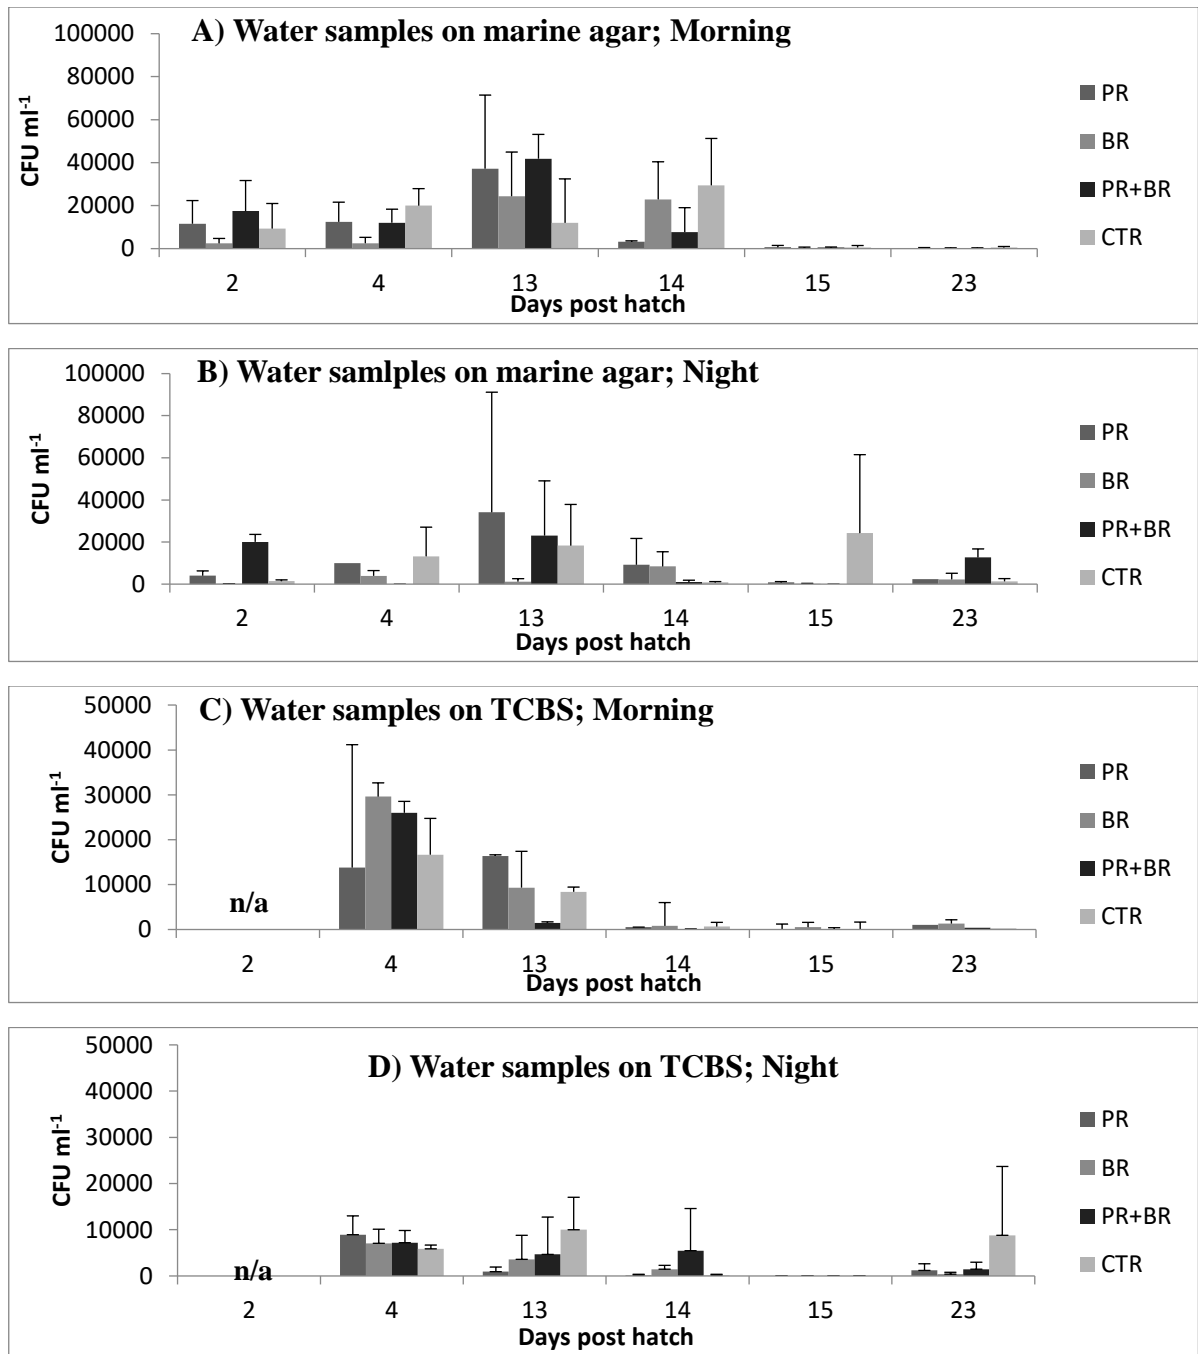 A) Water samples on marine agar; Morning
100000
80000
60000
40000
20000
0
CFU ml-1
2 4 13 14 15 23
Days post hatch
PR
BR
PR+BR
CTR
B) Water samlples on marine agar; Night
100000
80000
60000
40000
20000
0
CFU ml-1
2 4 13 14 15 23
Days post hatch
PR
BR
PR+BR
CTR
C) Water samples on TCBS; Morning
50000
40000
30000
20000
10000
0
CFU ml-1
n/a
2 4 13 14 15 23
Days post hatch
PR
BR
PR+BR
CTR
D) Water samples on TCBS; Night
50000
40000
30000
20000
10000
0
CFU ml-1
n/a
2 4 13 14 15 23
Days post hatch
PR
BR
PR+BR
CTR